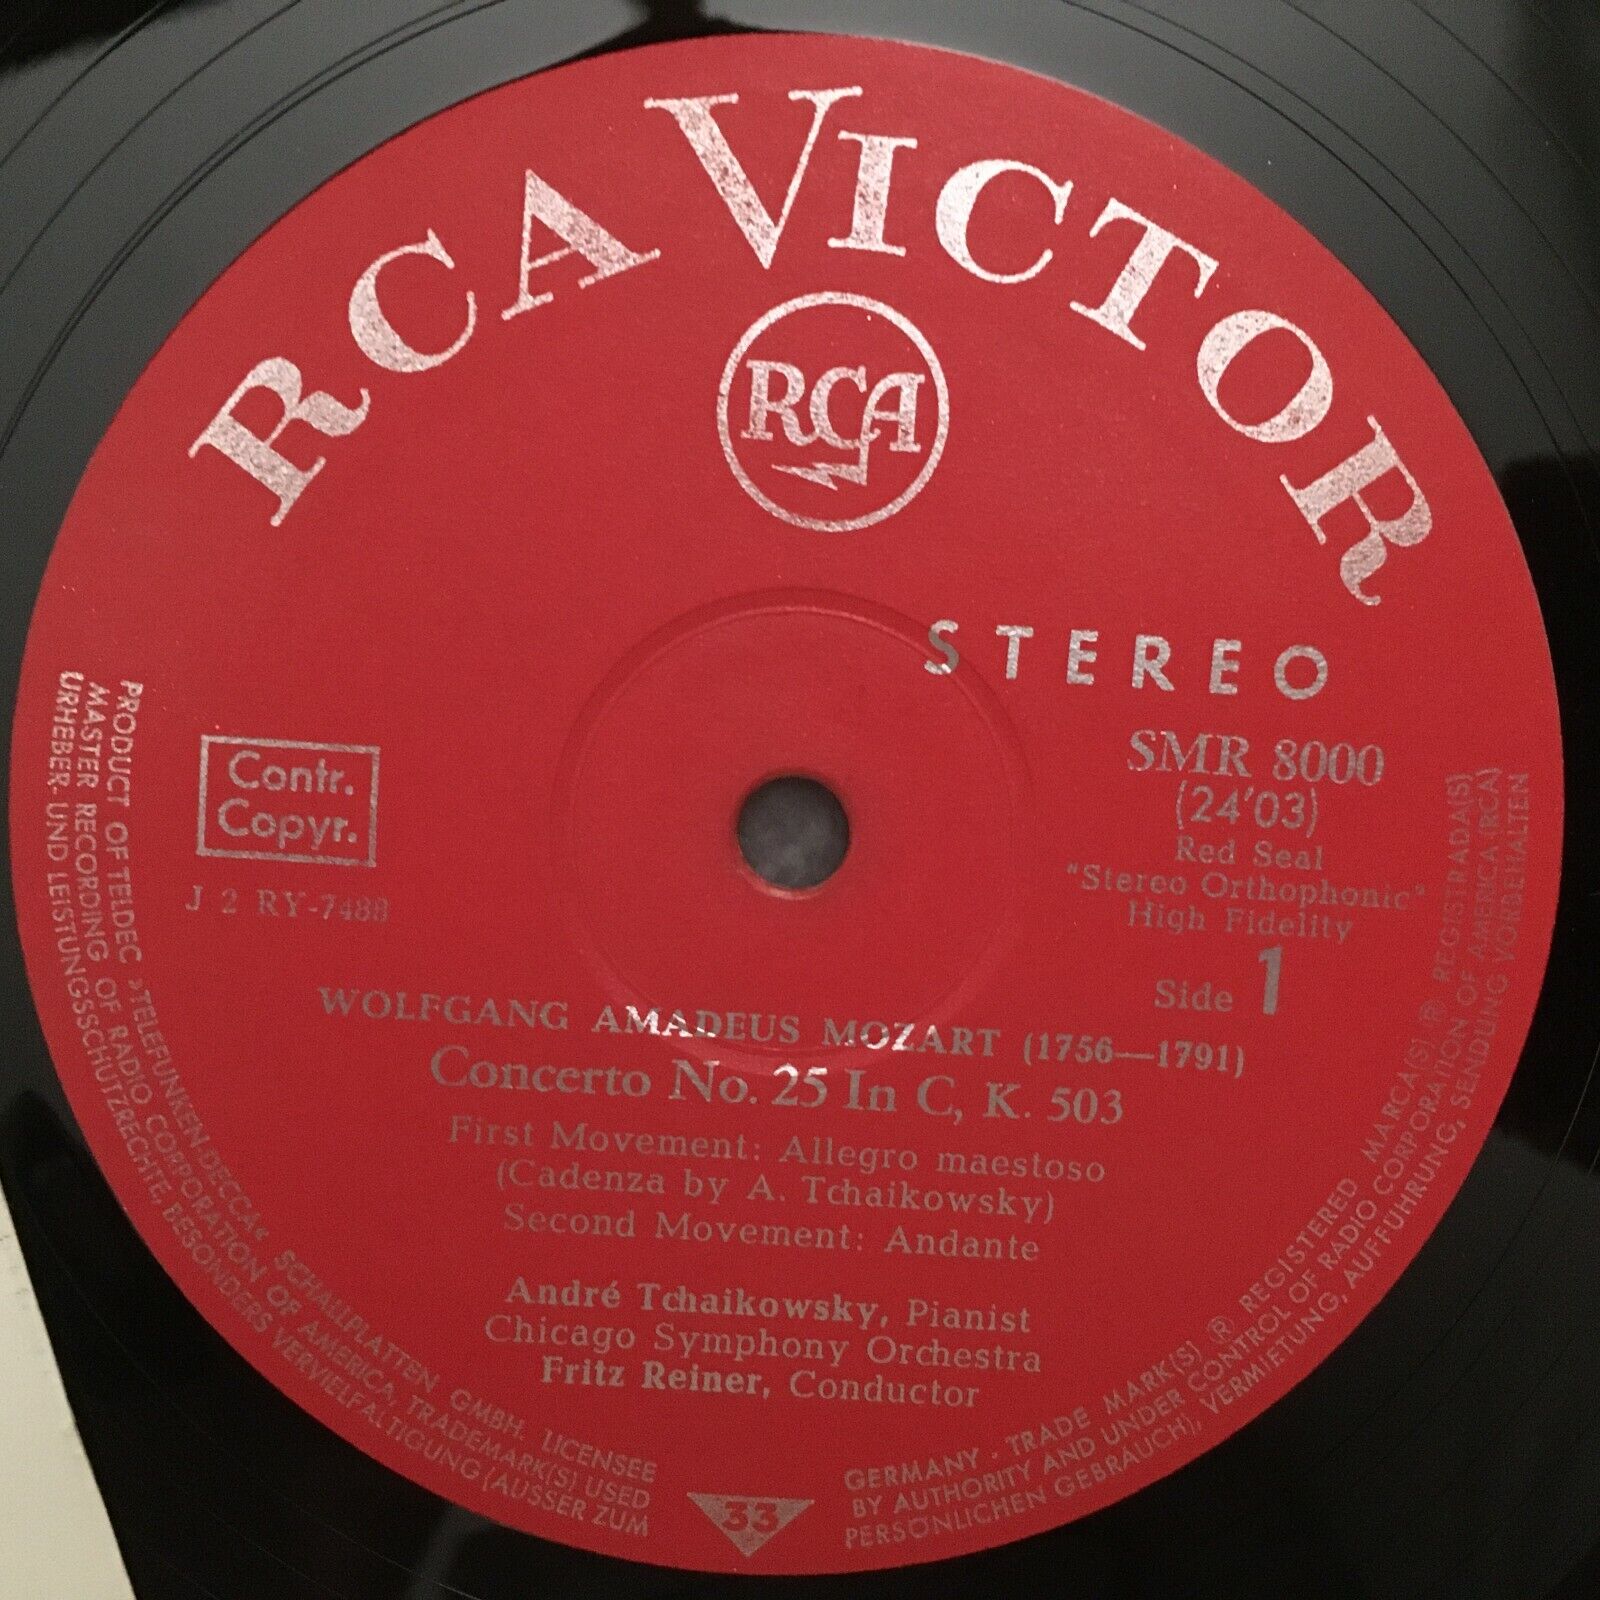 RCA VICTOR
RCA
STEREO
SMR 8000
(24'03)
Red Seal
"Stereo Orthophonic"
High Fidelity
Side 1
Contr.
Copyr.
J 2 RY-7488
WOLFGANG AMADEUS MOZART (1756—1791)
Concerto No. 25 In C, K. 503
First Movement: Allegro maestoso
(Cadenza by A. Tchaikowsky)
Second Movement: Andante
André Tchaikowsky, Pianist
Chicago Symphony Orchestra
Fritz Reiner, Conductor
33
PRODUCT OF TELDEC »TELEFUNKEN-DECCA« SCHALLPLATTEN GMBH. LICENSEE GERMANY · TRADE MARK(S) ® REGISTERED MARCA(S) ® REGISTRADA(S)
MASTER RECORDING OF RADIO CORPORATION OF AMERICA, TRADEMARK(S) USED BY AUTHORITY AND UNDER CONTROL OF RADIO CORPORATION OF AMERICA (RCA)
URHEBER- UND LEISTUNGSSCHUTZRECHTE, BESONDERS VERVIELFÄLTIGUNG (AUSSER ZUM PERSÖNLICHEN GEBRAUCH), VERMIETUNG, AUFFÜHRUNG, SENDUNG VORBEHALTEN